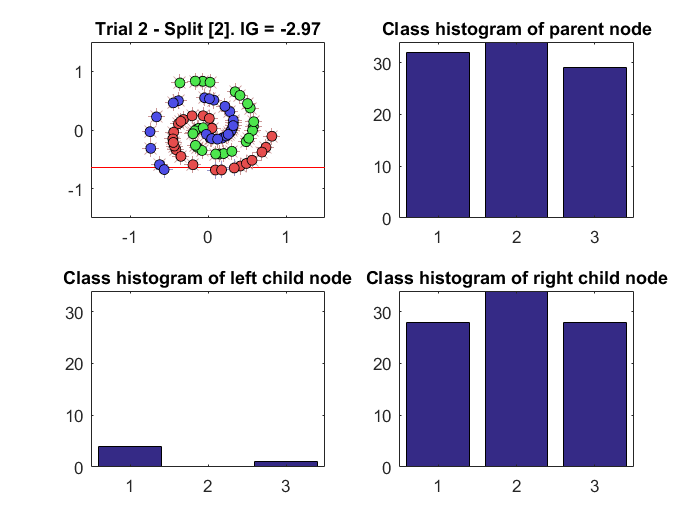 Trial 2 - Split [2]. IG = -2.97
1
0
-1
-1 0 1
Class histogram of parent node
30
20
10
0
1 2 3
Class histogram of left child node
30
20
10
0
1 2 3
Class histogram of right child node
30
20
10
0
1 2 3